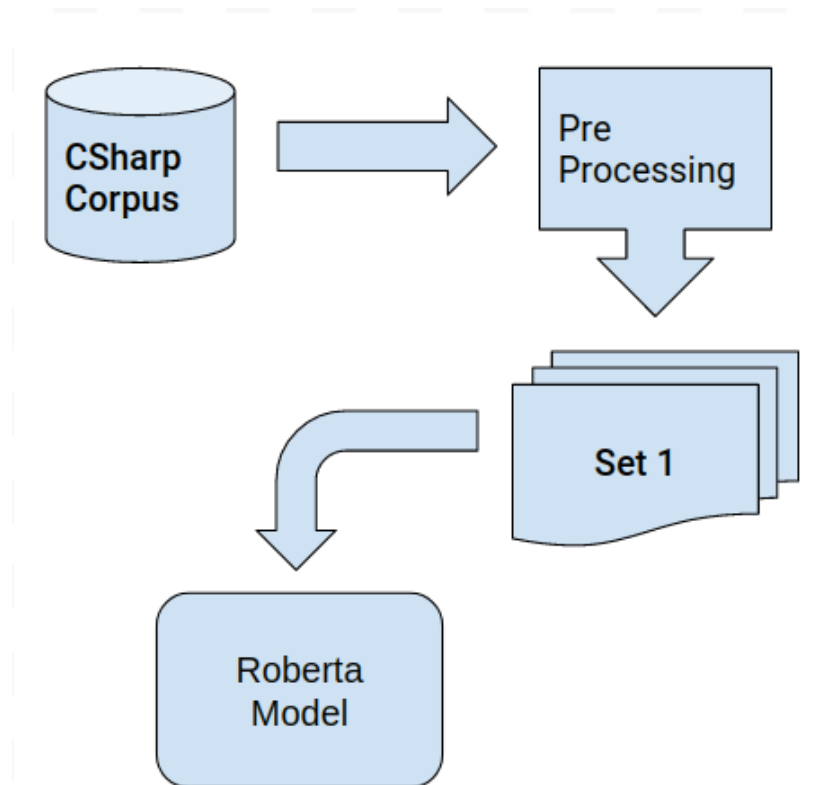 CSharp
Corpus
Pre
Processing
Set 1
Roberta
Model